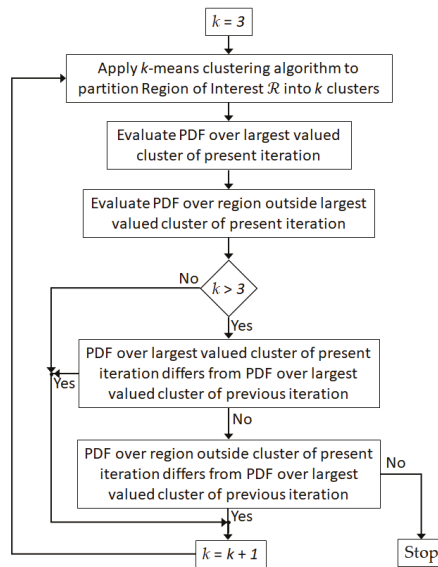 k = 3
Apply k-means clustering algorithm to
partition Region of Interest ℛ into k clusters
Evaluate PDF over largest valued
cluster of present iteration
Evaluate PDF over region outside largest
valued cluster of present iteration
No
k > 3
Yes
PDF over largest valued cluster of present
iteration differs from PDF over largest
valued cluster of previous iteration
Yes
No
PDF over region outside cluster of present
iteration differs from PDF over largest
valued cluster of previous iteration
No
Yes
k = k + 1
Stop